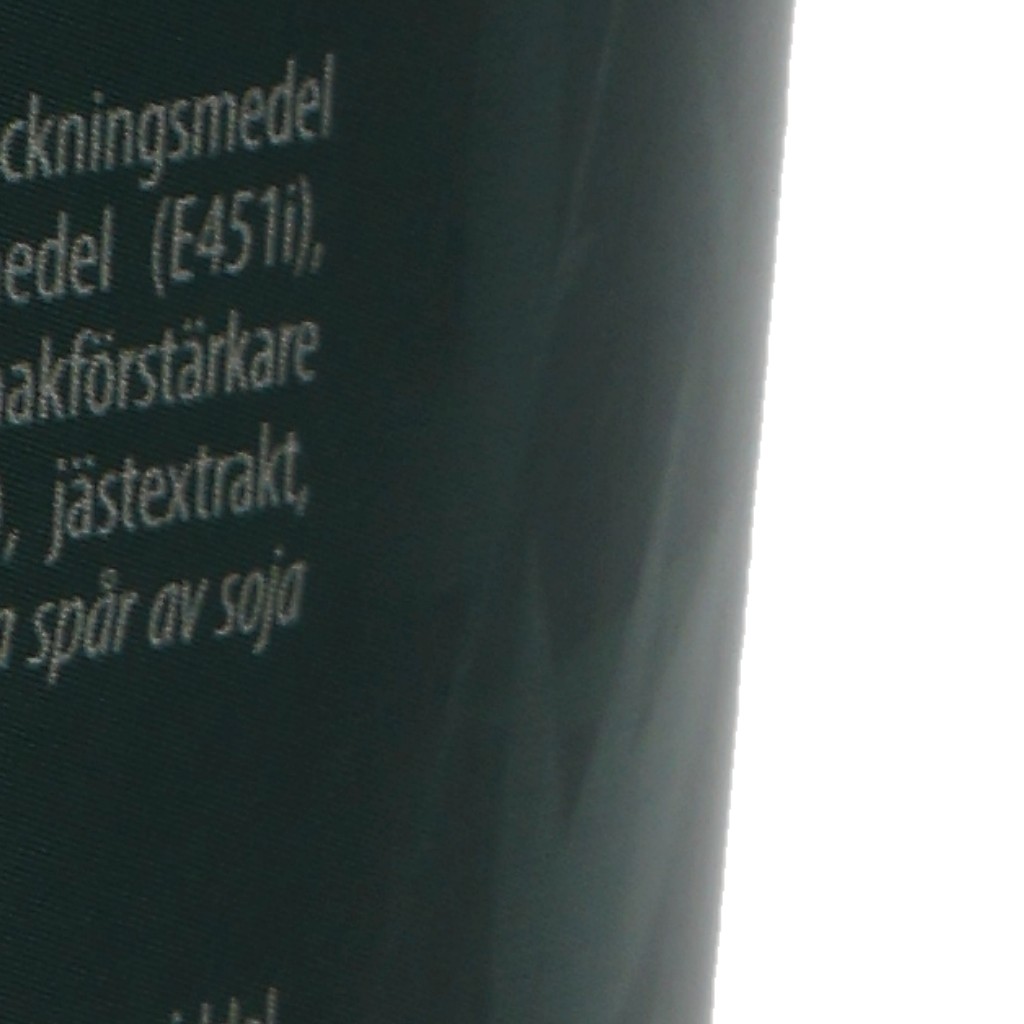 ckningsmedel
edel (E451i),
akförstärkare
, jästextrakt,
spår av soja